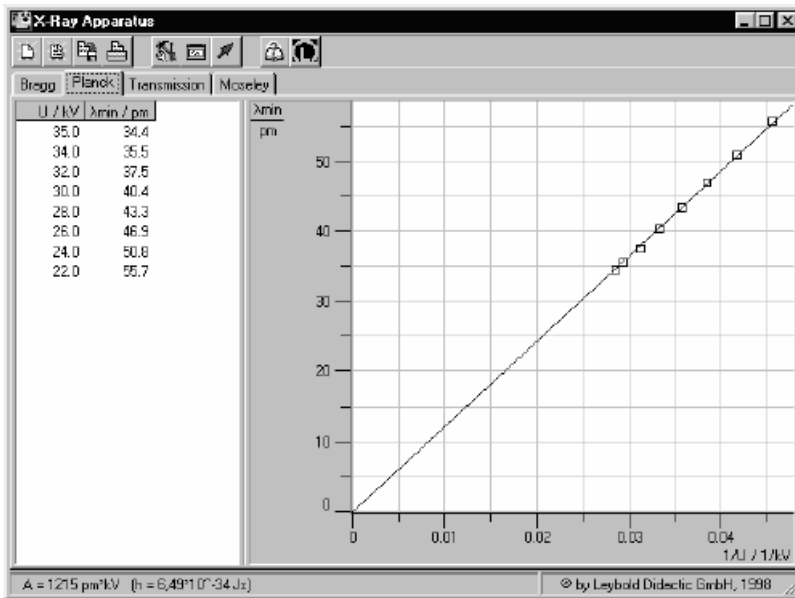 X-Ray Apparatus
Bragg Planck Transmission Moseley
U / kV λmin / pm
35.0 34.4
34.0 35.5
32.0 37.5
30.0 40.4
28.0 43.3
26.0 46.9
24.0 50.8
22.0 55.7
λmin
pm
50
40
30
20
10
0
0 0.01 0.02 0.03 0.04
1/U / 1/kV
A = 1215 pm*kV (h = 6,49*10^-34 Js)
© by Leybold Didactic GmbH, 1998